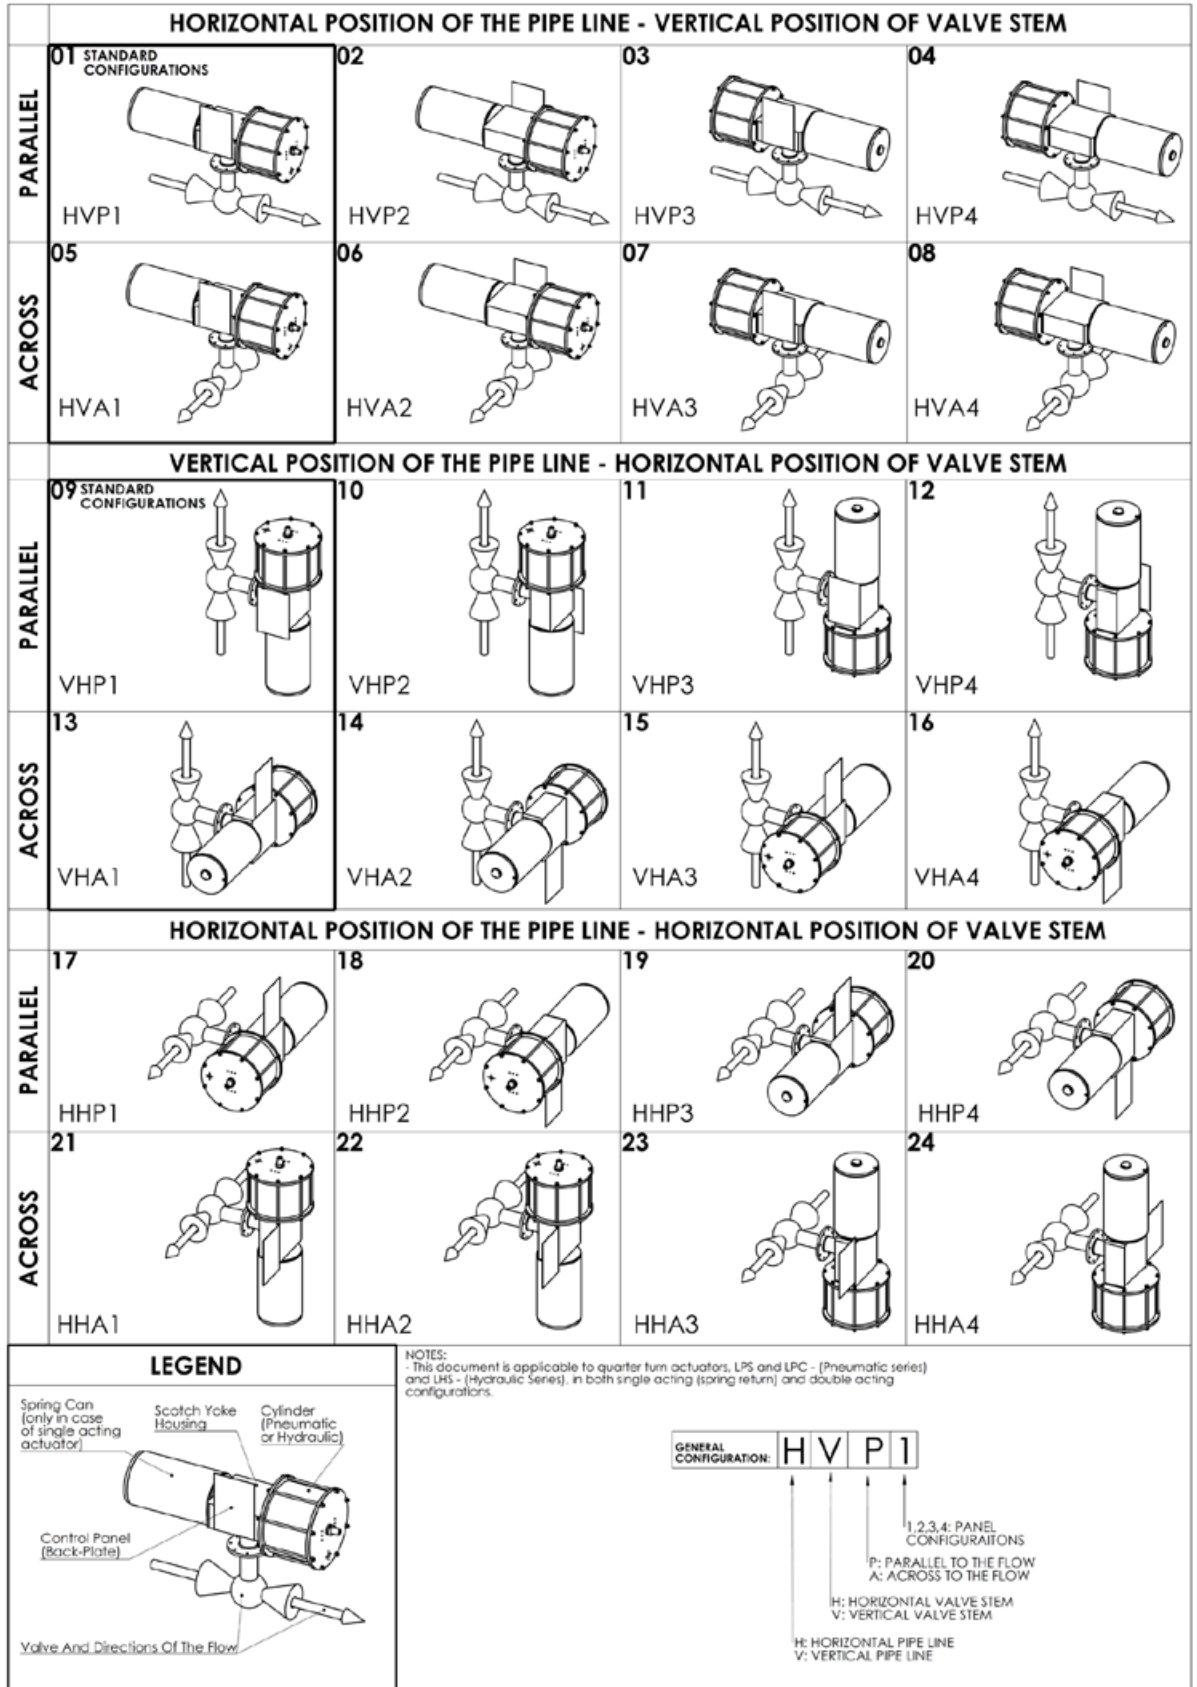 HORIZONTAL POSITION OF THE PIPE LINE - VERTICAL POSITION OF VALVE STEM
PARALLEL
01 STANDARD
CONFIGURATIONS
HVP1
02
HVP2
03
HVP3
04
HVP4
ACROSS
05
HVA1
06
HVA2
07
HVA3
08
HVA4
VERTICAL POSITION OF THE PIPE LINE - HORIZONTAL POSITION OF VALVE STEM
PARALLEL
09 STANDARD
CONFIGURATIONS
VHP1
10
VHP2
11
VHP3
12
VHP4
ACROSS
13
VHA1
14
VHA2
15
VHA3
16
VHA4
HORIZONTAL POSITION OF THE PIPE LINE - HORIZONTAL POSITION OF VALVE STEM
PARALLEL
17
HHP1
18
HHP2
19
HHP3
20
HHP4
ACROSS
21
HHA1
22
HHA2
23
HHA3
24
HHA4
LEGEND
Spring Can
(only in case
of single acting
actuator)
Scotch Yoke
Housing
Cylinder
(Pneumatic
or Hydraulic)
Control Panel
(Back-Plate)
Valve And Directions Of The Flow
NOTES:
- This document is applicable to quarter turn actuators, LPS and LPC - (Pneumatic series)
and LHS - (Hydraulic Series), in both single acting (spring return) and double acting
configurations.
GENERAL
CONFIGURATION: H V P 1
1,2,3,4: PANEL
CONFIGURAITONS
P: PARALLEL TO THE FLOW
A: ACROSS TO THE FLOW
H: HORIZONTAL VALVE STEM
V: VERTICAL VALVE STEM
H: HORIZONTAL PIPE LINE
V: VERTICAL PIPE LINE